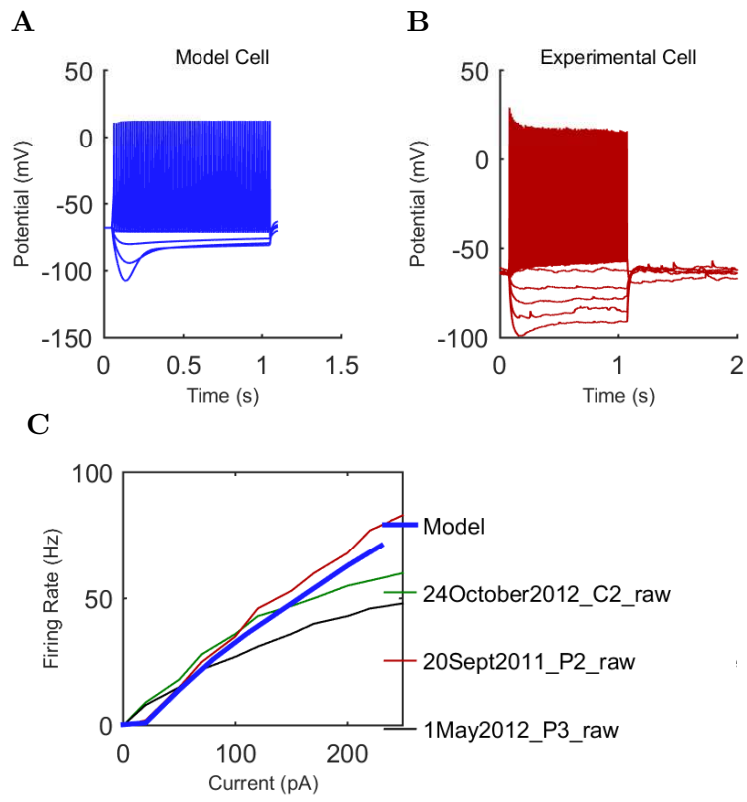 A
Model Cell
50
0
-50
-100
-150
Potential (mV)
0
0.5
1
1.5
Time (s)
B
Experimental Cell
50
0
-50
-100
Potential (mV)
0
1
2
Time (s)
C
100
50
0
Firing Rate (Hz)
0
100
200
Current (pA)
Model
24October2012_C2_raw
20Sept2011_P2_raw
1May2012_P3_raw